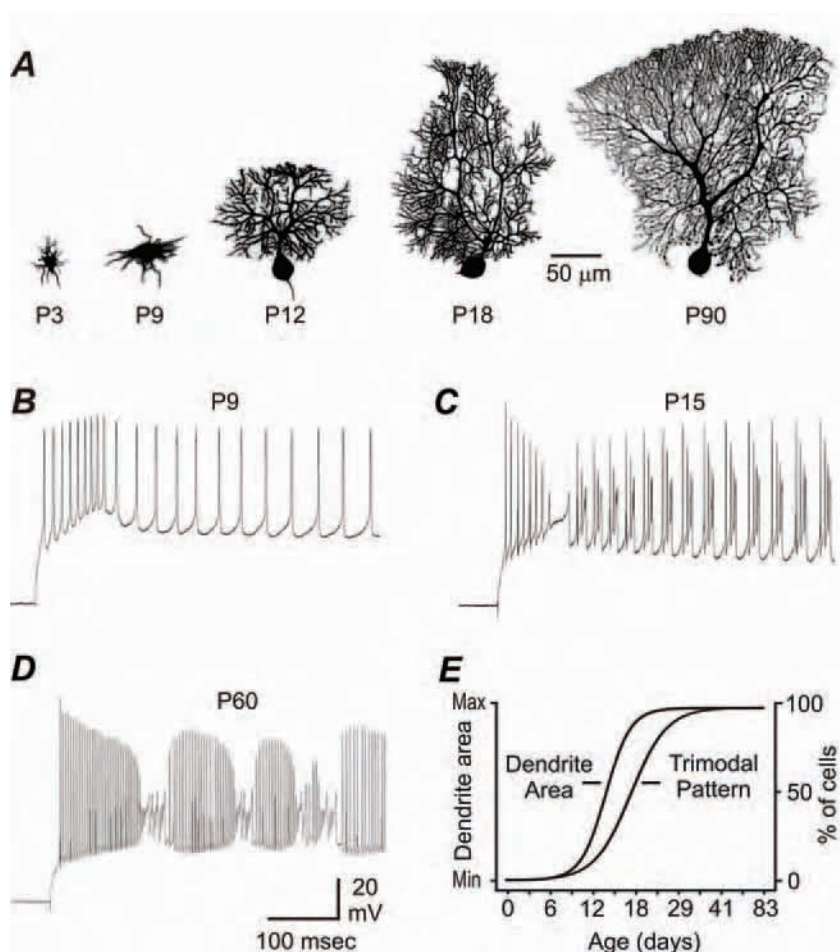 A
50 μm
P3
P9
P12
P18
P90
B
P9
C
P15
D
P60
20
mV
100 msec
E
Max
Min
Dendrite area
Dendrite
Area
Trimodal
Pattern
100
50
0
% of cells
0 6 12 18 29 41 83
Age (days)